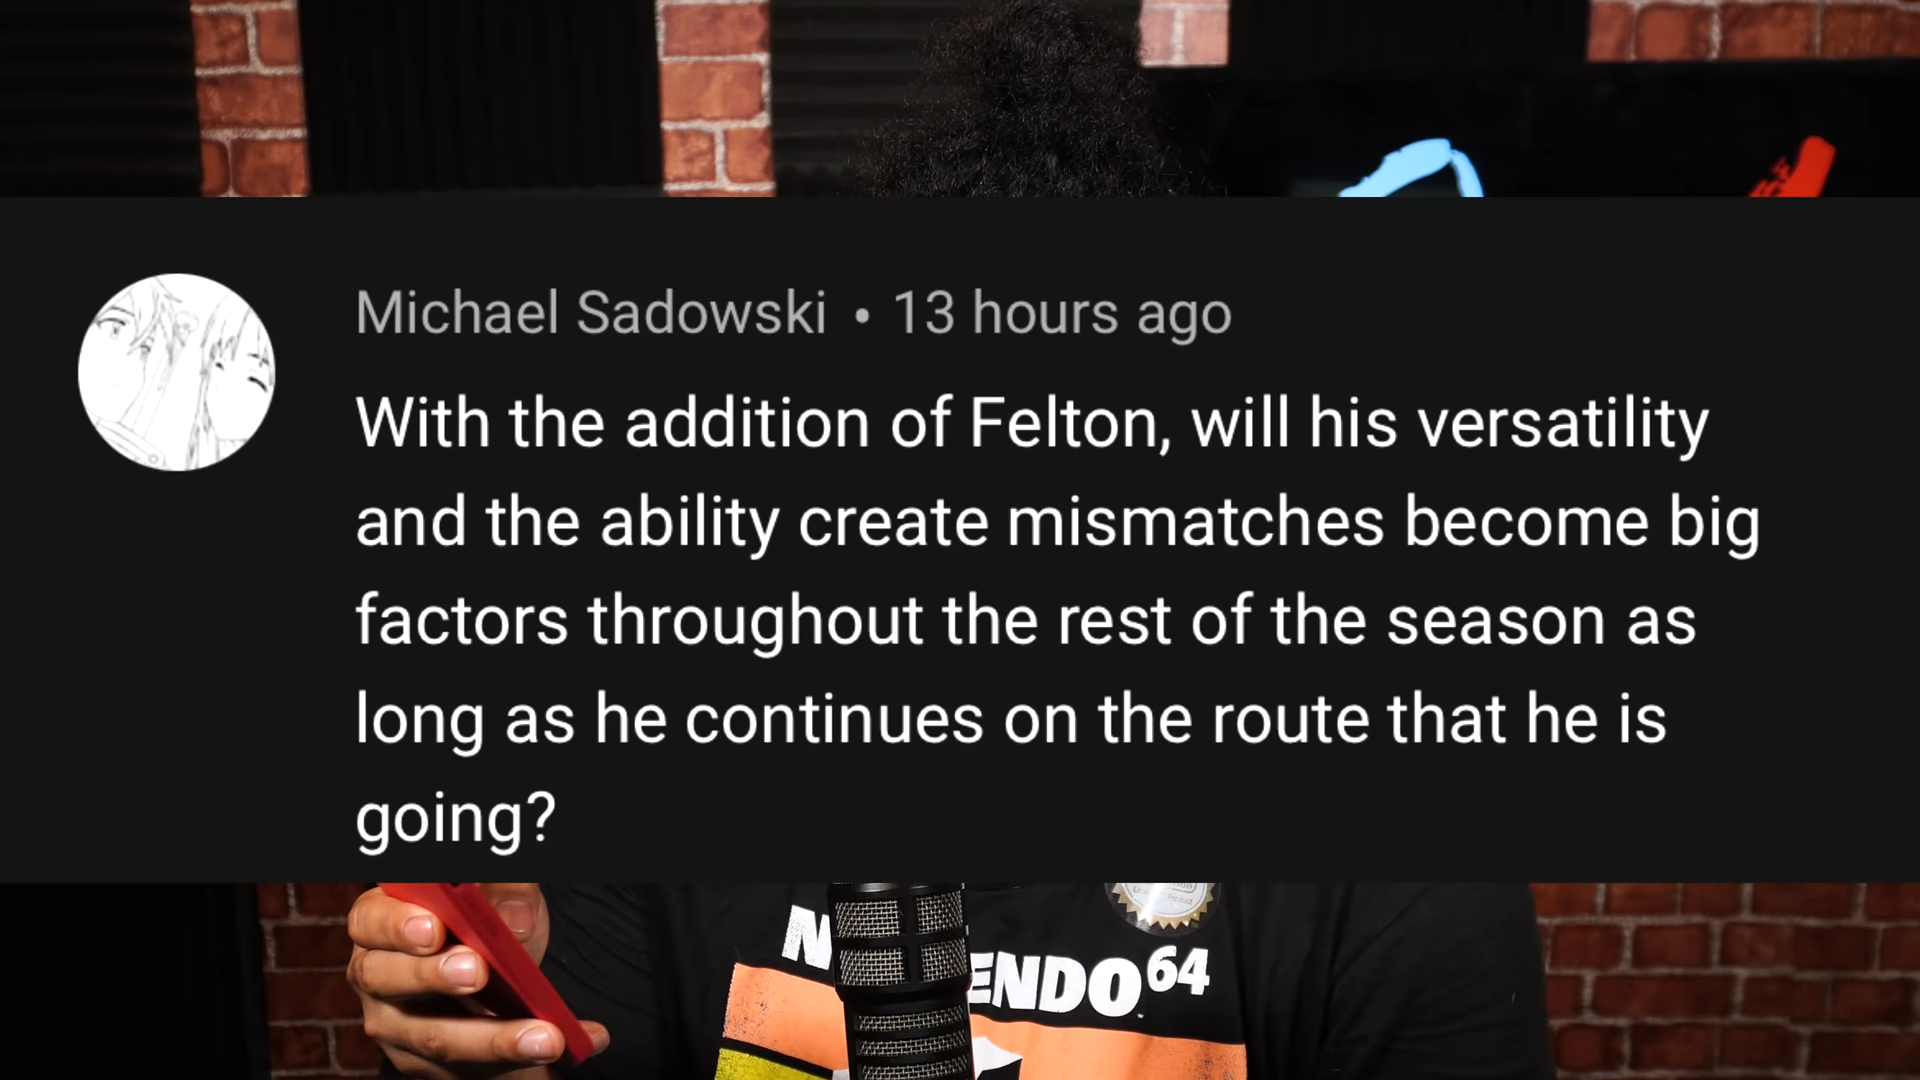 Michael Sadowski • 13 hours ago
With the addition of Felton, will his versatility
and the ability create mismatches become big
factors throughout the rest of the season as
long as he continues on the route that he is
going?
ENDO 64